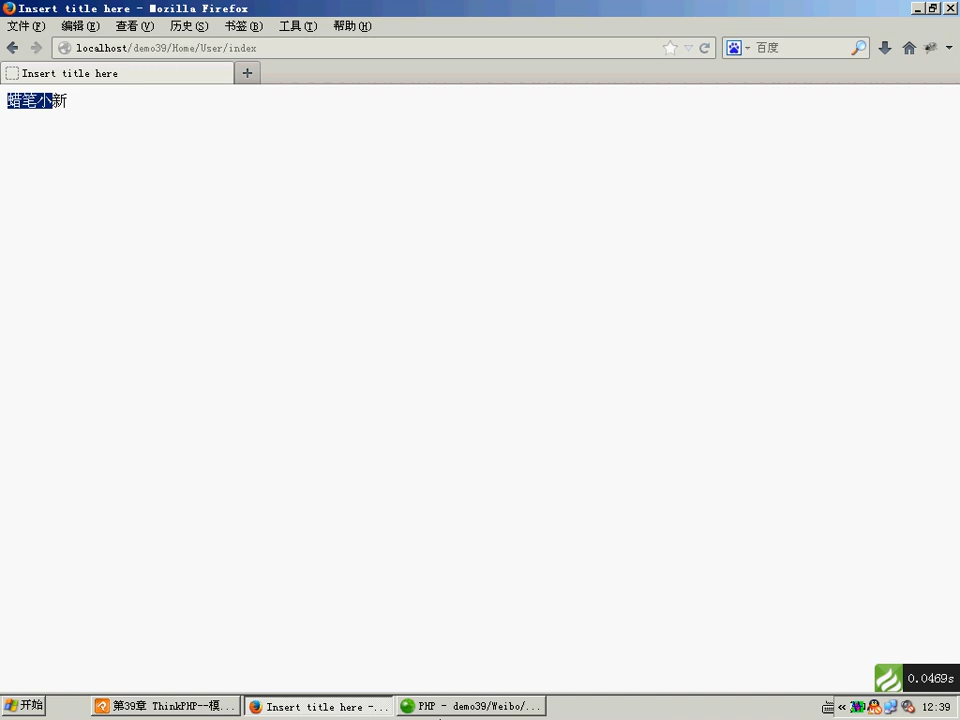 Insert title here - Mozilla Firefox
文件(F) 编辑(E) 查看(V) 历史(S) 书签(B) 工具(T) 帮助(H)
localhost/demo39/Home/User/index
百度
Insert title here
蜡笔小新
0.0469s
开始
第39章 ThinkPHP--模...
Insert title here -...
PHP - demo39/Weibo/...
12:39